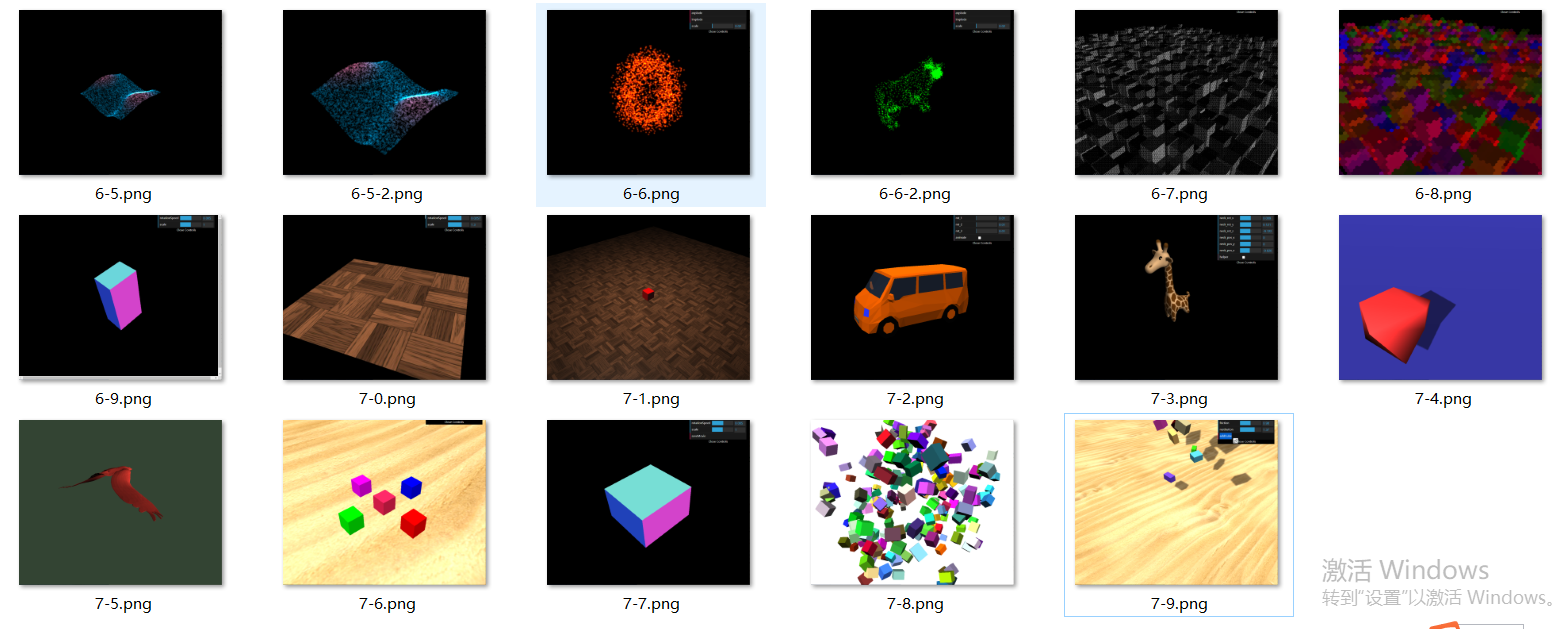 6-5.png
6-5-2.png
6-6.png
6-6-2.png
6-7.png
6-8.png
6-9.png
7-0.png
7-1.png
7-2.png
7-3.png
7-4.png
7-5.png
7-6.png
7-7.png
7-8.png
7-9.png
激活 Windows
转到“设置”以激活 Windows。